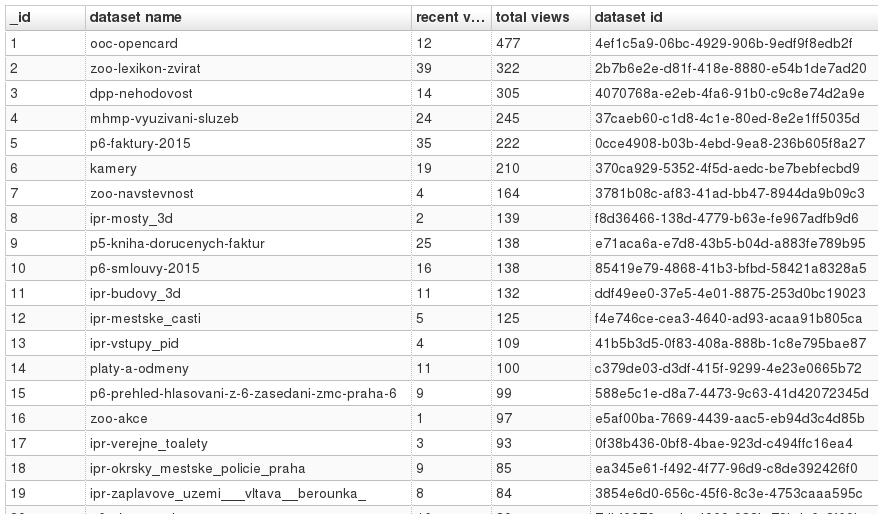 _id dataset name recent v... total views dataset id
1 ooc-opencard 12 477 4ef1c5a9-06bc-4929-906b-9edf9f8edb2f
2 zoo-lexikon-zvirat 39 322 2b7b6e2e-d81f-418e-8880-e54b1de7ad20
3 dpp-nehodovost 14 305 4070768a-e2eb-4fa6-91b0-c9c8e74d2a9e
4 mhmp-vyuzivani-sluzeb 24 245 37caeb60-c1d8-4c1e-80ed-8e2e1ff5035d
5 p6-faktury-2015 35 222 0cce4908-b03b-4ebd-9ea8-236b605f8a27
6 kamery 19 210 370ca929-5352-4f5d-aedc-be7bebfecbd9
7 zoo-navstevnost 4 164 3781b08c-af83-41ad-bb47-8944da9b09c3
8 ipr-mosty_3d 2 139 f8d36466-138d-4779-b63e-fe967adfb9d6
9 p5-kniha-dorucenych-faktur 25 138 e71aca6a-e7d8-43b5-b04d-a883fe789b95
10 p6-smlouvy-2015 16 138 85419e79-4868-41b3-bfbd-58421a8328a5
11 ipr-budovy_3d 11 132 ddf49ee0-37e5-4e01-8875-253d0bc19023
12 ipr-mestske_casti 5 125 f4e746ce-cea3-4640-ad93-acaa91b805ca
13 ipr-vstupy_pid 4 109 41b5b3d5-0f83-408a-888b-1c8e795bae87
14 platy-a-odmeny 11 100 c379de03-d3df-415f-9299-4e23e0665b72
15 p6-prehled-hlasovani-z-6-zasedani-zmc-praha-6 9 99 588e5c1e-d8a7-4473-9c63-41d42072345d
16 zoo-akce 1 97 e5af00ba-7669-4439-aac5-eb94d3c4d85b
17 ipr-verejne_toalety 3 93 0f38b436-0bf8-4bae-923d-c494ffc16ea4
18 ipr-okrsky_mestske_policie_praha 9 85 ea345e61-f492-4f77-96d9-c8de392426f0
19 ipr-zaplavove_uzemi___vltava__berounka_ 8 84 3854e6d0-656c-45f6-8c3e-4753caaa595c